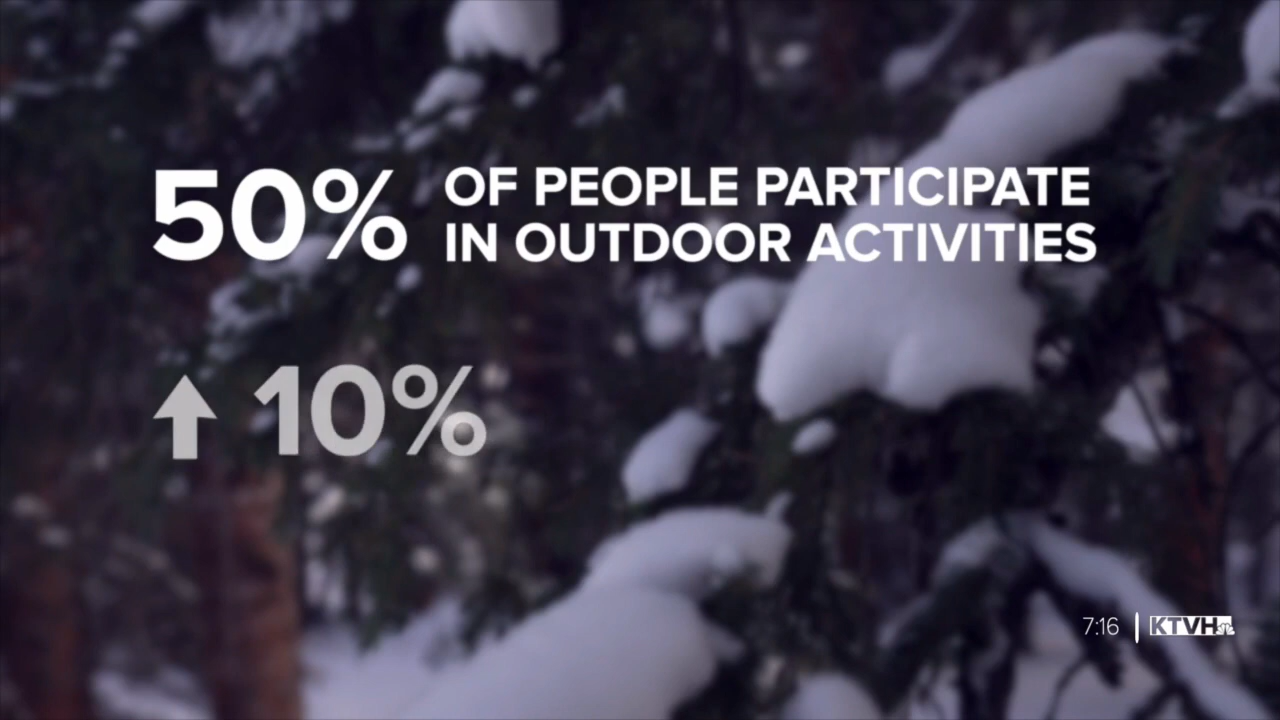 50% OF PEOPLE PARTICIPATE
IN OUTDOOR ACTIVITIES
10%
7:16 KTVH